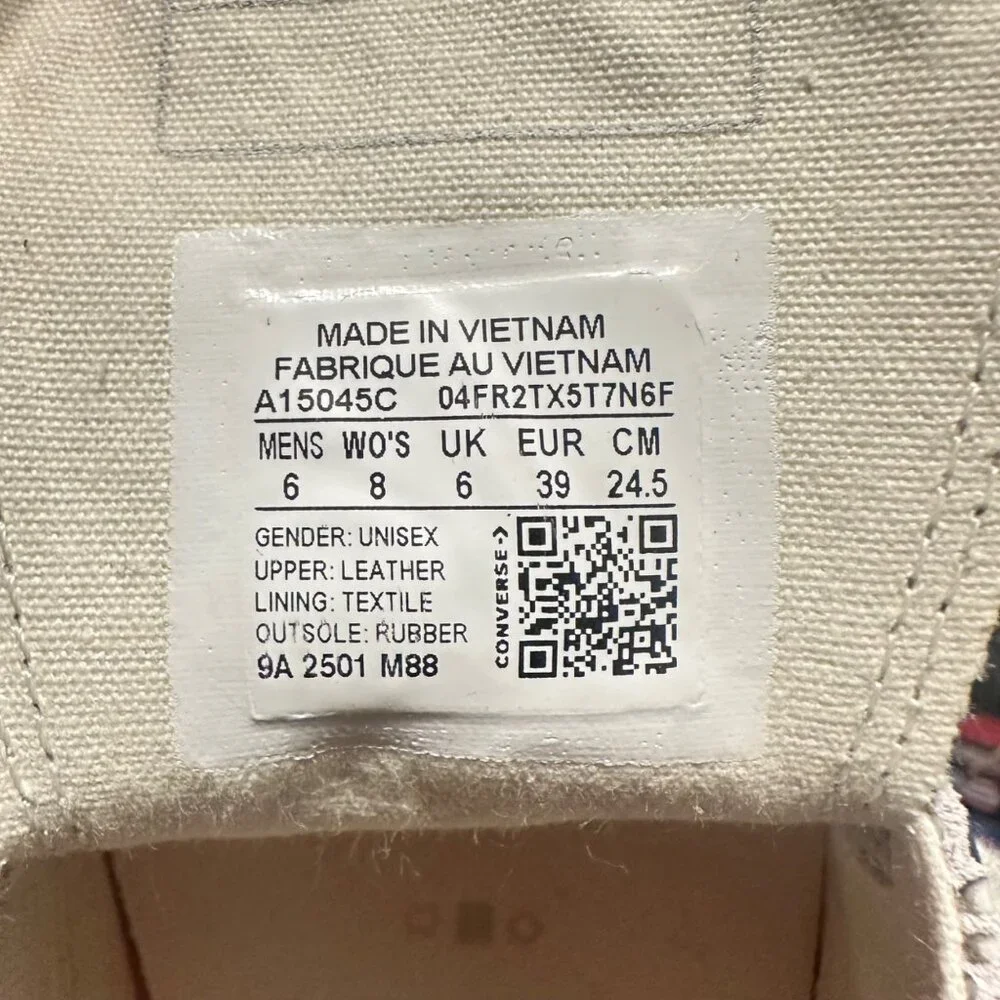 MADE IN VIETNAM
FABRIQUE AU VIETNAM
A15045C 04FR2TX5T7N6F
MENS WO'S UK EUR CM
6 8 6 39 24.5
GENDER: UNISEX
UPPER: LEATHER
LINING: TEXTILE
OUTSOLE: RUBBER
9A 2501 M88
CONVERSE